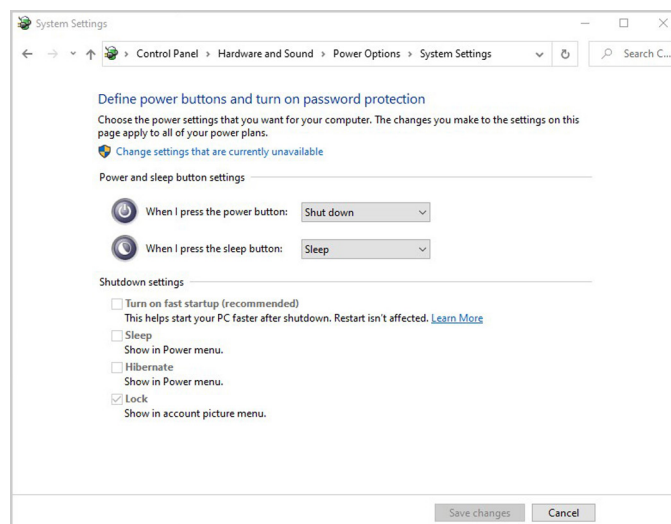 System Settings
Control Panel > Hardware and Sound > Power Options > System Settings
Search C...
Define power buttons and turn on password protection
Choose the power settings that you want for your computer. The changes you make to the settings on this
page apply to all of your power plans.
Change settings that are currently unavailable
Power and sleep button settings
When I press the power button: Shut down
When I press the sleep button: Sleep
Shutdown settings
Turn on fast startup (recommended)
This helps start your PC faster after shutdown. Restart isn't affected. Learn More
Sleep
Show in Power menu.
Hibernate
Show in Power menu.
Lock
Show in account picture menu.
Save changes Cancel